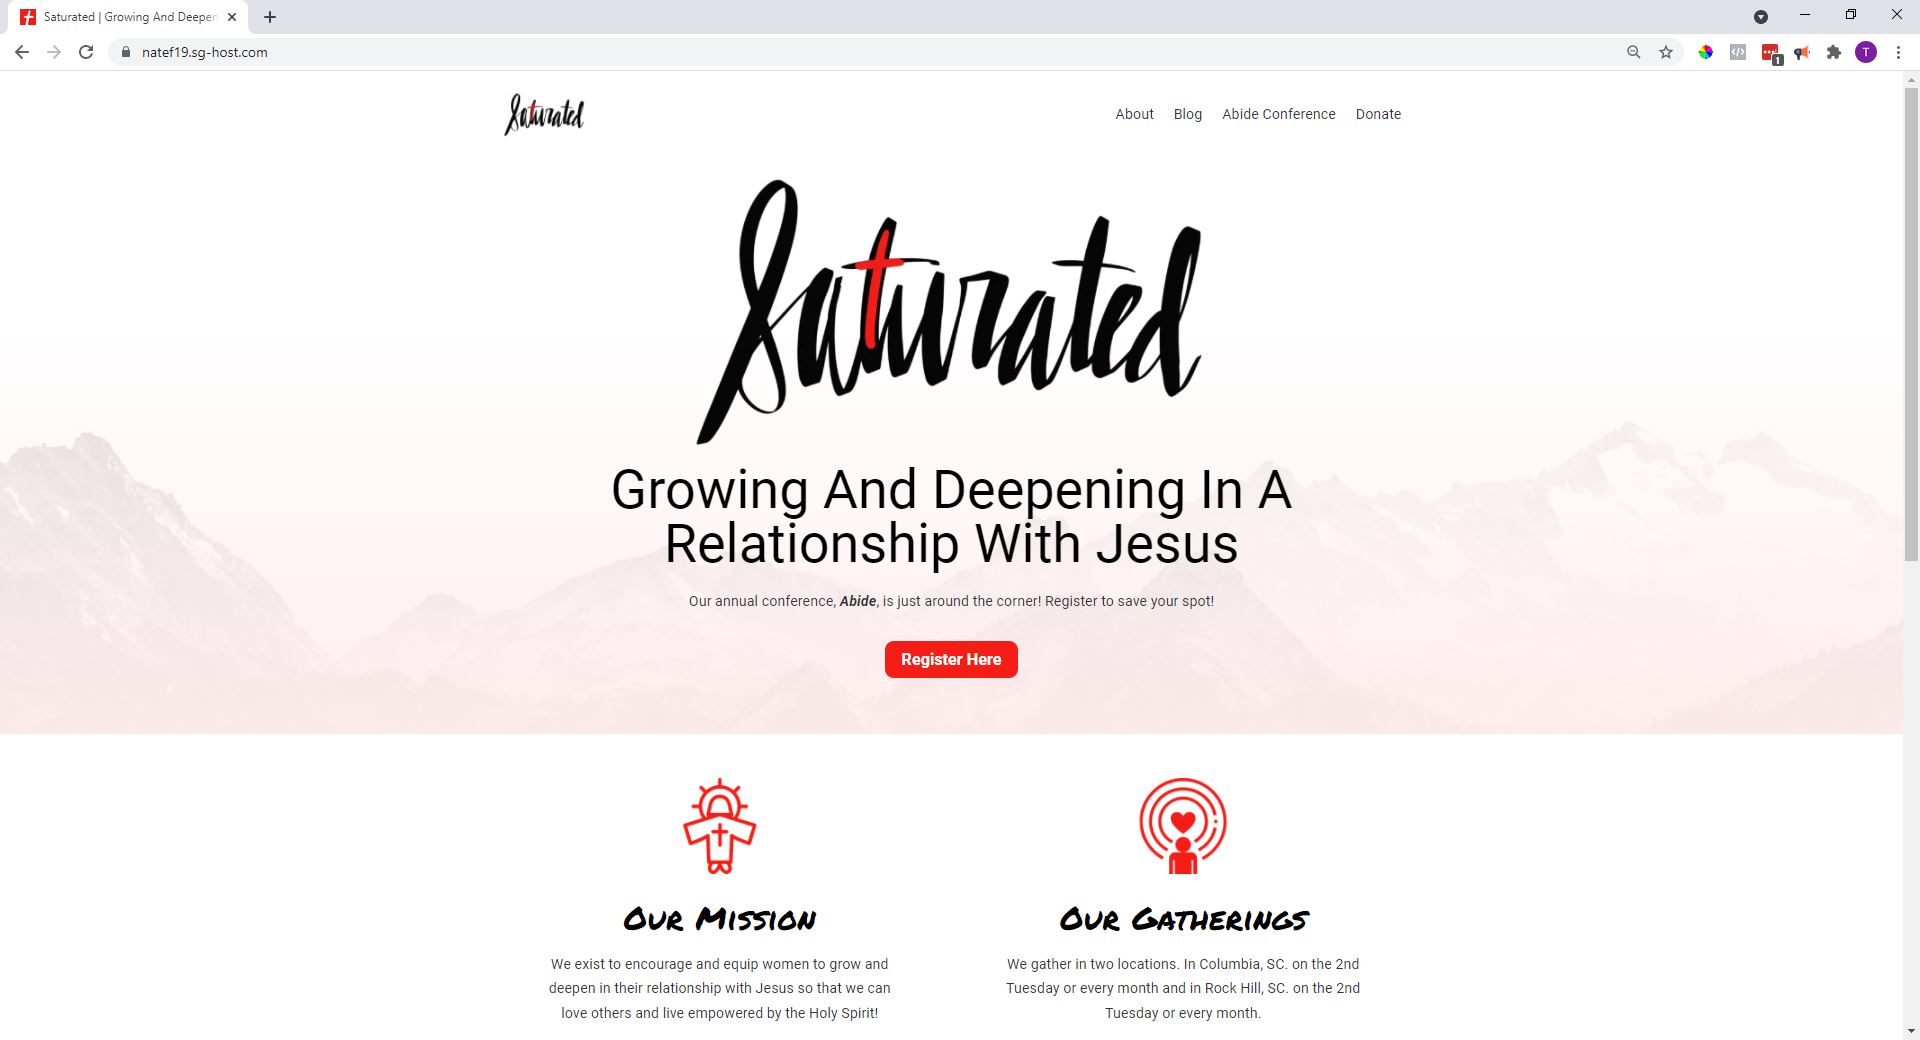 Saturated | Growing And Deepen
natef19.sg-host.com
1
T
Saturated
About Blog Abide Conference Donate
Saturated
Growing And Deepening In A
Relationship With Jesus
Our annual conference, Abide, is just around the corner! Register to save your spot!
Register Here
Our Mission
We exist to encourage and equip women to grow and
deepen in their relationship with Jesus so that we can
love others and live empowered by the Holy Spirit!
Our Gatherings
We gather in two locations. In Columbia, SC. on the 2nd
Tuesday or every month and in Rock Hill, SC. on the 2nd
Tuesday or every month.